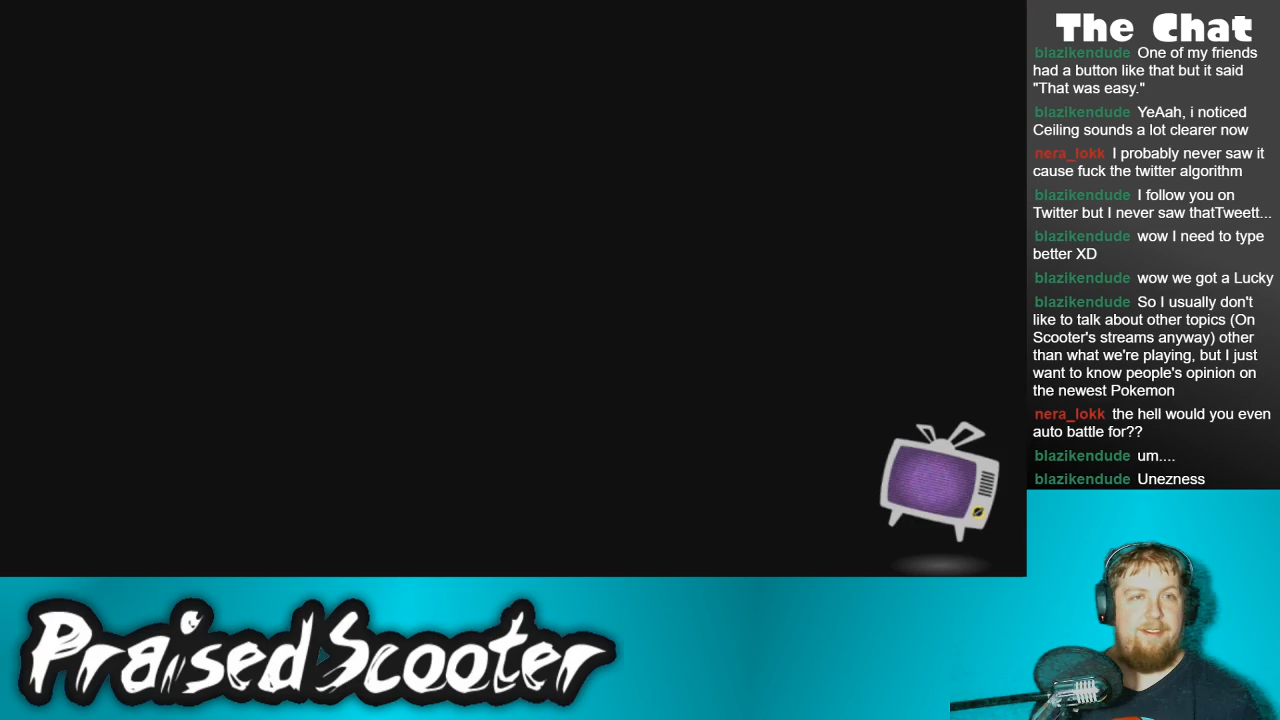 The Chat
blazikendude One of my friends
had a button like that but it said
"That was easy."
blazikendude YeAah, i noticed
Ceiling sounds a lot clearer now
nera_lokk I probably never saw it
cause fuck the twitter algorithm
blazikendude I follow you on
Twitter but I never saw thatTweett...
blazikendude wow I need to type
better XD
blazikendude wow we got a Lucky
blazikendude So I usually don't
like to talk about other topics (On
Scooter's streams anyway) other
than what we're playing, but I just
want to know people's opinion on
the newest Pokemon
nera_lokk the hell would you even
auto battle for??
blazikendude um....
blazikendude Unezness
PraisedScooter